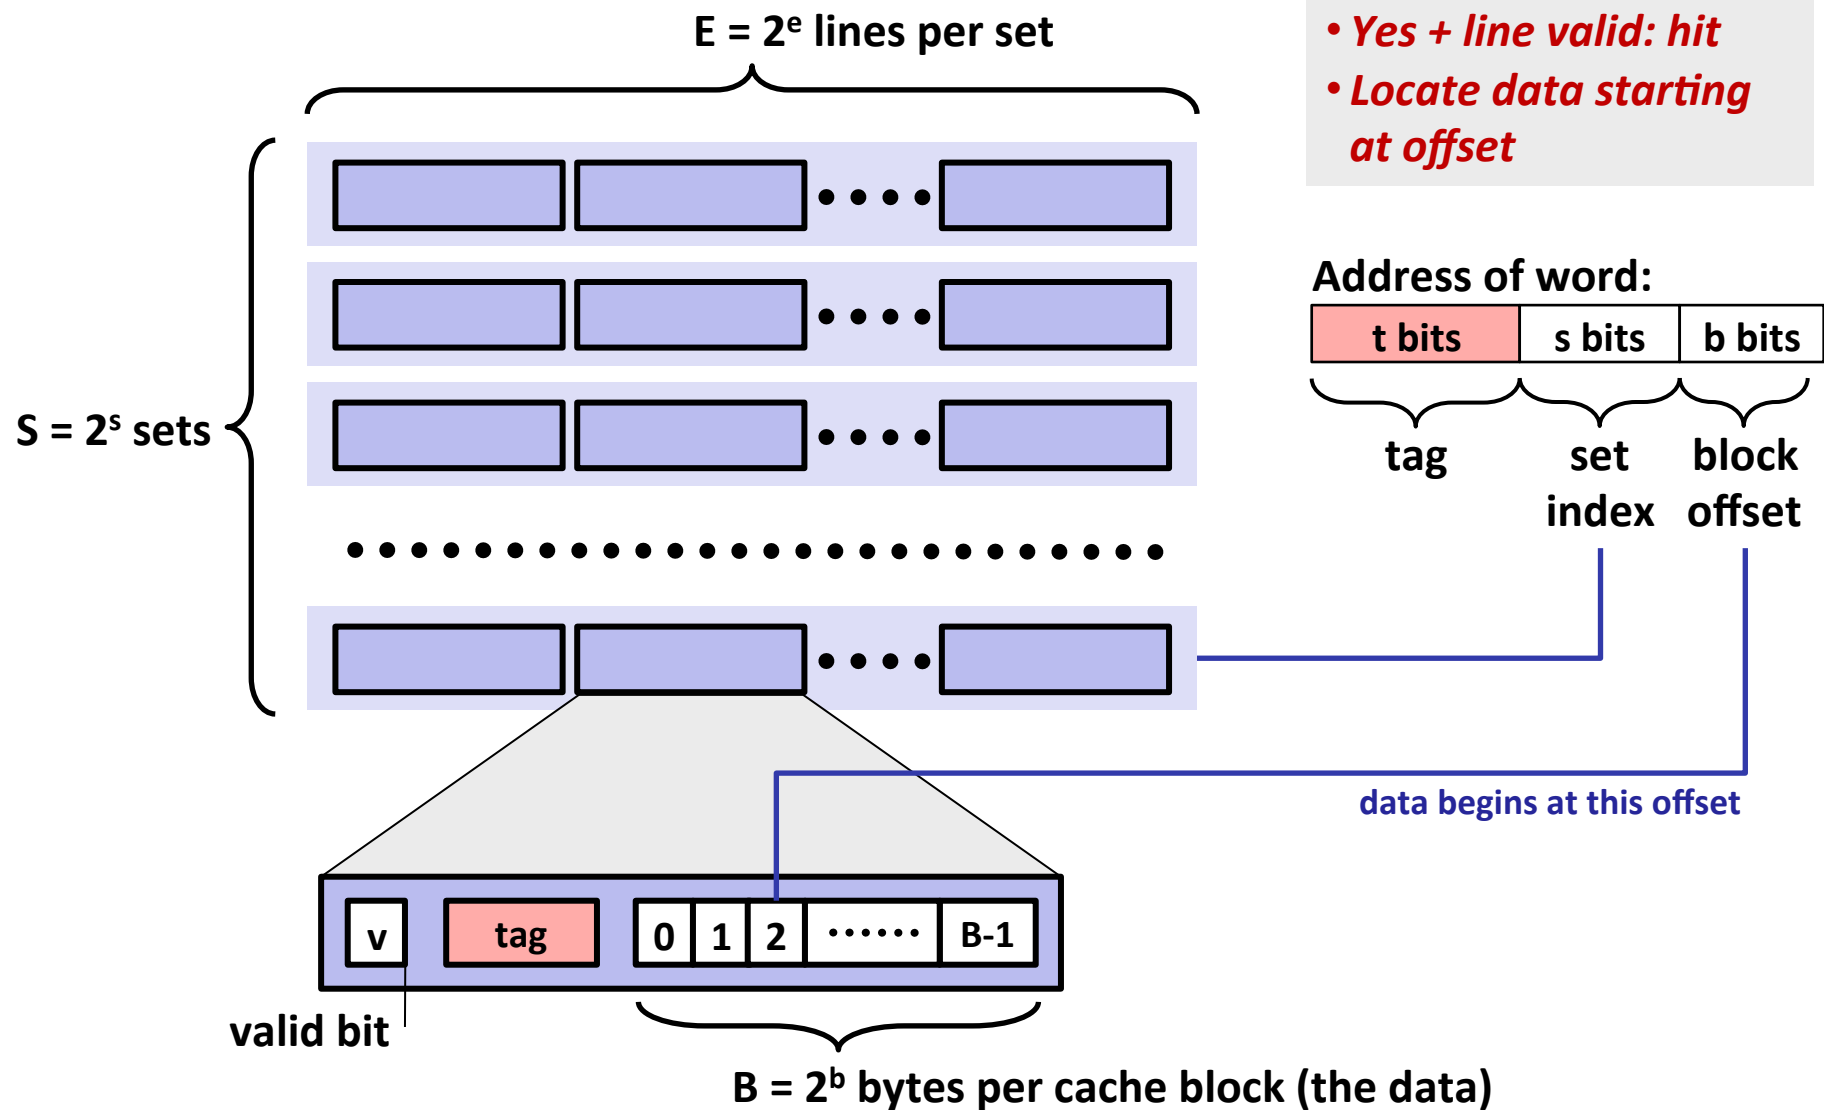 E = 2ᵉ lines per set
• Yes + line valid: hit
• Locate data starting
at offset
Address of word:
t bits s bits b bits
S = 2ˢ sets
tag set block
index offset
data begins at this offset
v tag 0 1 2 •••••• B-1
valid bit
B = 2ᵇ bytes per cache block (the data)